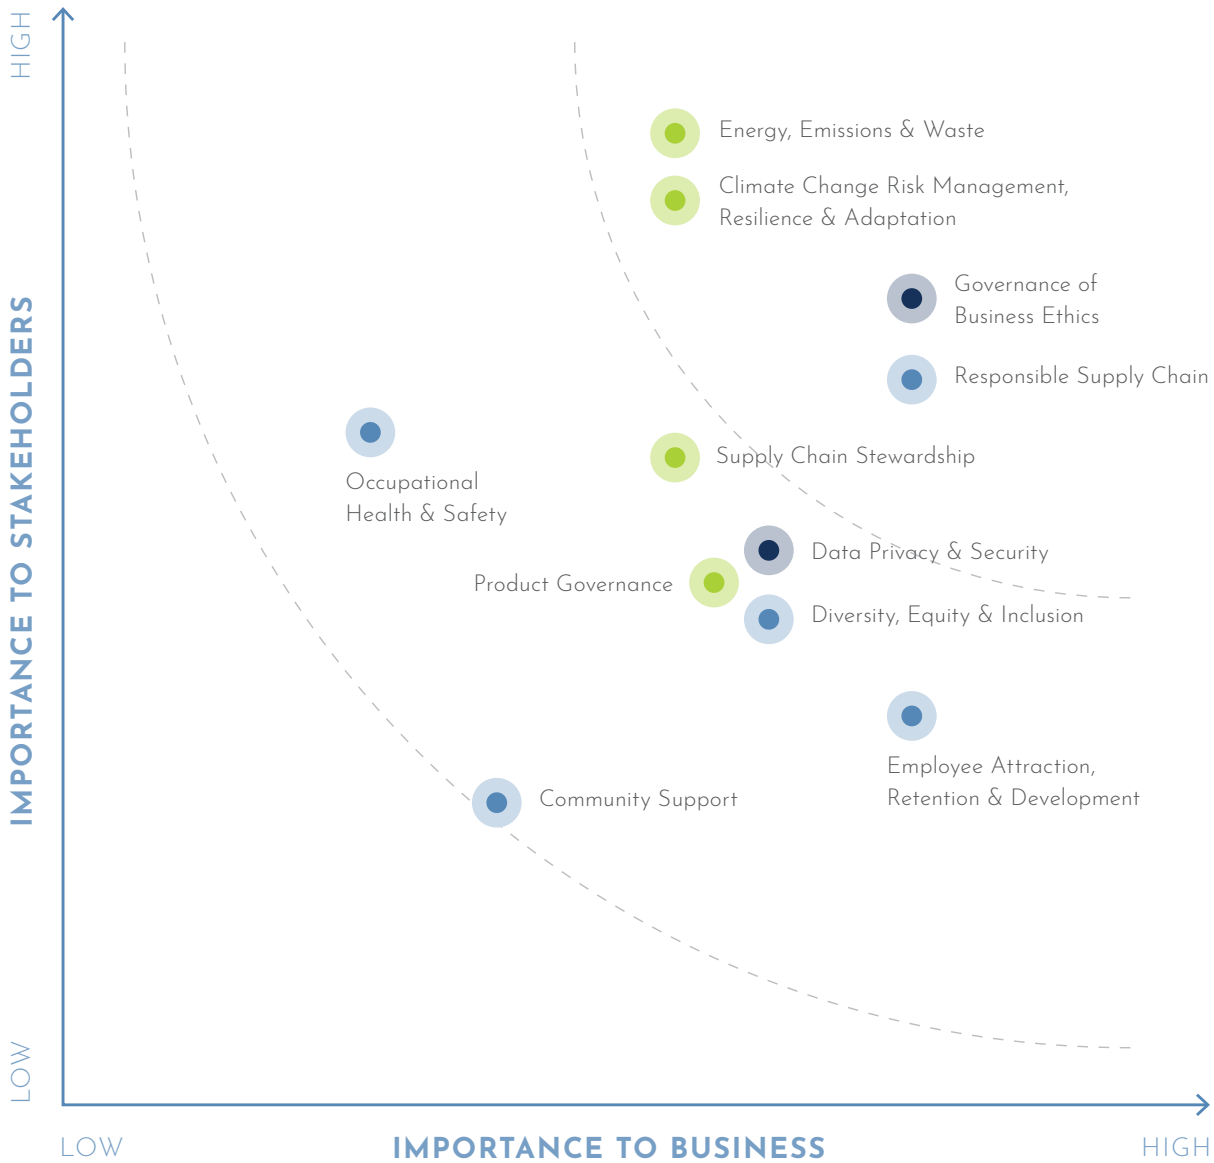 HIGH
Energy, Emissions & Waste
Climate Change Risk Management,
Resilience & Adaptation
Governance of
Business Ethics
Responsible Supply Chain
IMPORTANCE TO STAKEHOLDERS
Supply Chain Stewardship
Occupational
Health & Safety
Data Privacy & Security
Product Governance
Diversity, Equity & Inclusion
Employee Attraction,
Retention & Development
Community Support
LOW
LOW
IMPORTANCE TO BUSINESS
HIGH